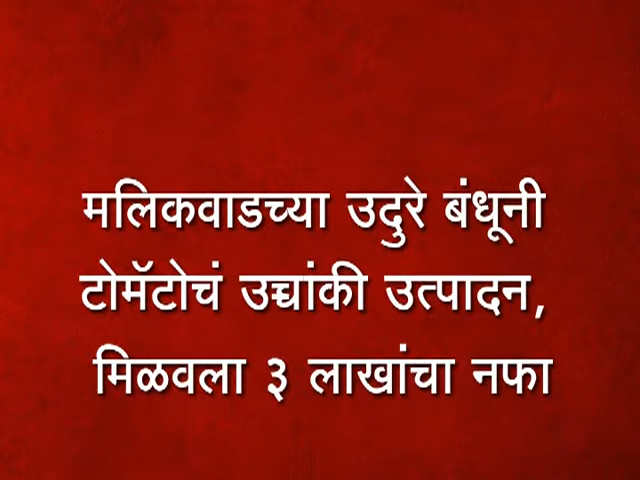 मलिकवाडच्या उदुरे बंधूनी
टोमॅटोचं उच्चांकी उत्पादन,
मिळवला ३ लाखांचा नफा